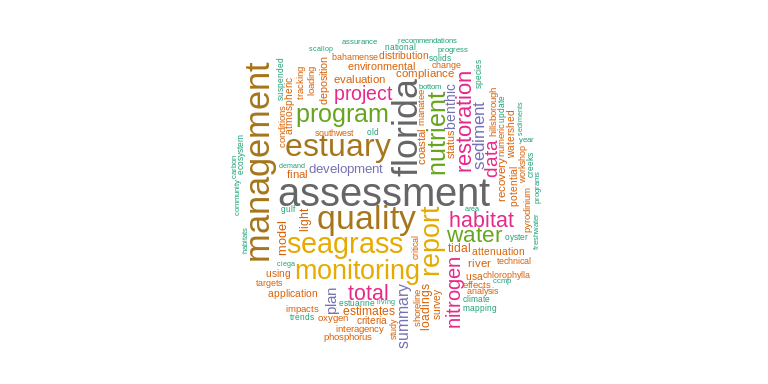 recommendations
assurance
national
progress
scallop
bahamense
distribution
solids
environmental
change
compliance
suspended
tracking
loading
deposition
evaluation
species
management
project
bottom
florida
manatee
nutrient
benthic
restoration
program
atmospheric
conditions
southwest
old
coastal
status
sediment
hillsborough
numeric
update
watershed
sediments
year
estuary
data
ecosystem
carbon
community
demand
final
development
recovery
potential
workshop
creeks
programs
assessment
pyrodinium
freshwater
gulf
light
quality
report
area
habitat
oyster
habitats
model
seagrass
critical
water
tidal
attenuation
ciega
using
monitoring
nitrogen
river
technical
usa
chlorophylla
targets
application
plan
total
living
effects
ccmp
analysis
climate
mapping
impacts
trends
estuarine
estimates
summary
shoreline
loadings
survey
oxygen
criteria
study
interagency
phosphorus